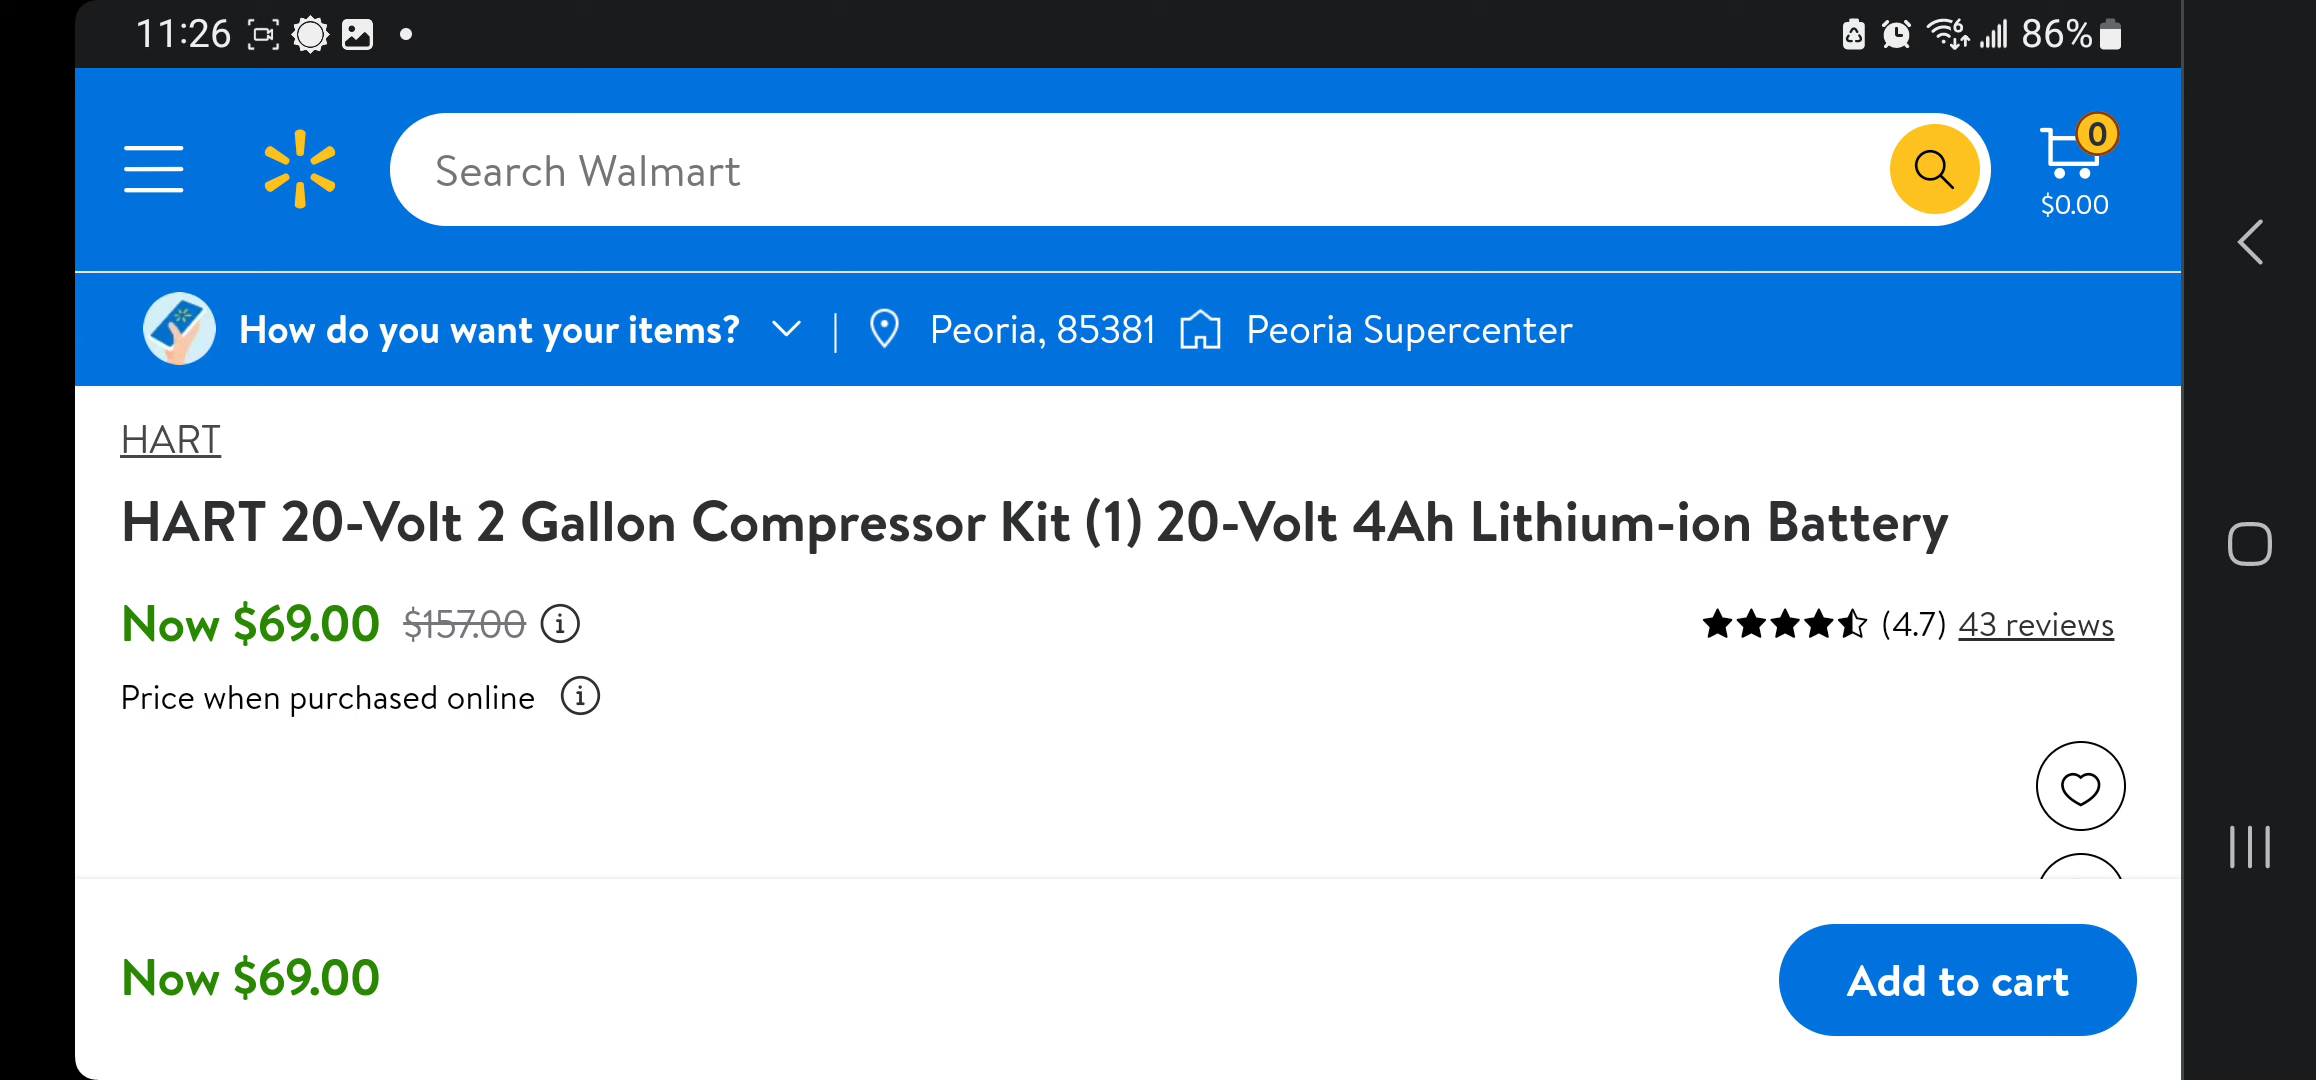 11:26
6
86%
Search Walmart
0
$0.00
How do you want your items?
Peoria, 85381
Peoria Supercenter
HART
HART 20-Volt 2 Gallon Compressor Kit (1) 20-Volt 4Ah Lithium-ion Battery
Now $69.00 $157.00
(4.7) 43 reviews
Price when purchased online
Now $69.00
Add to cart